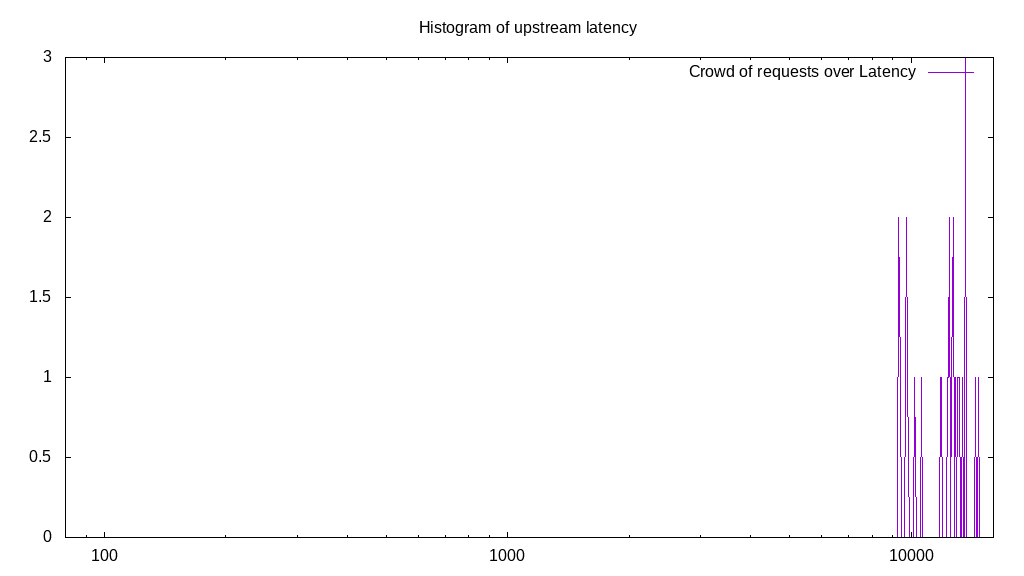 Histogram of upstream latency
Crowd of requests over Latency
3
2.5
2
1.5
1
0.5
0
100 1000 10000